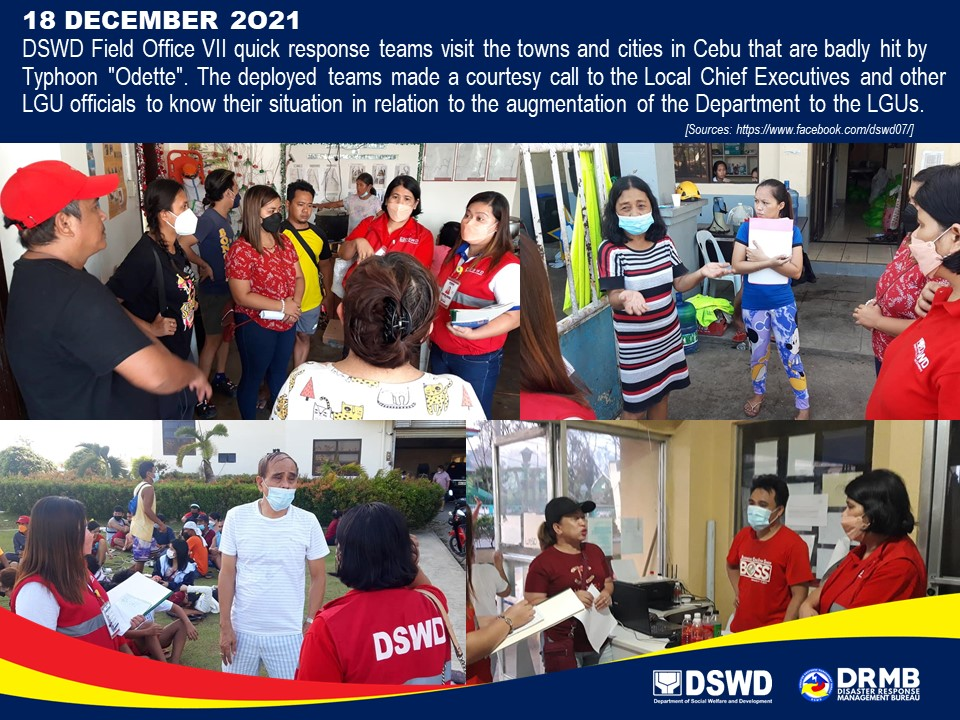 18 DECEMBER 2O21
DSWD Field Office VII quick response teams visit the towns and cities in Cebu that are badly hit by
Typhoon "Odette". The deployed teams made a courtesy call to the Local Chief Executives and other
LGU officials to know their situation in relation to the augmentation of the Department to the LGUs.
[Sources: https://www.facebook.com/dswd07/]
DSWD
DSWD
BOSS
DSWD
Department of Social Welfare and Development
DRMB
DISASTER RESPONSE
MANAGEMENT BUREAU